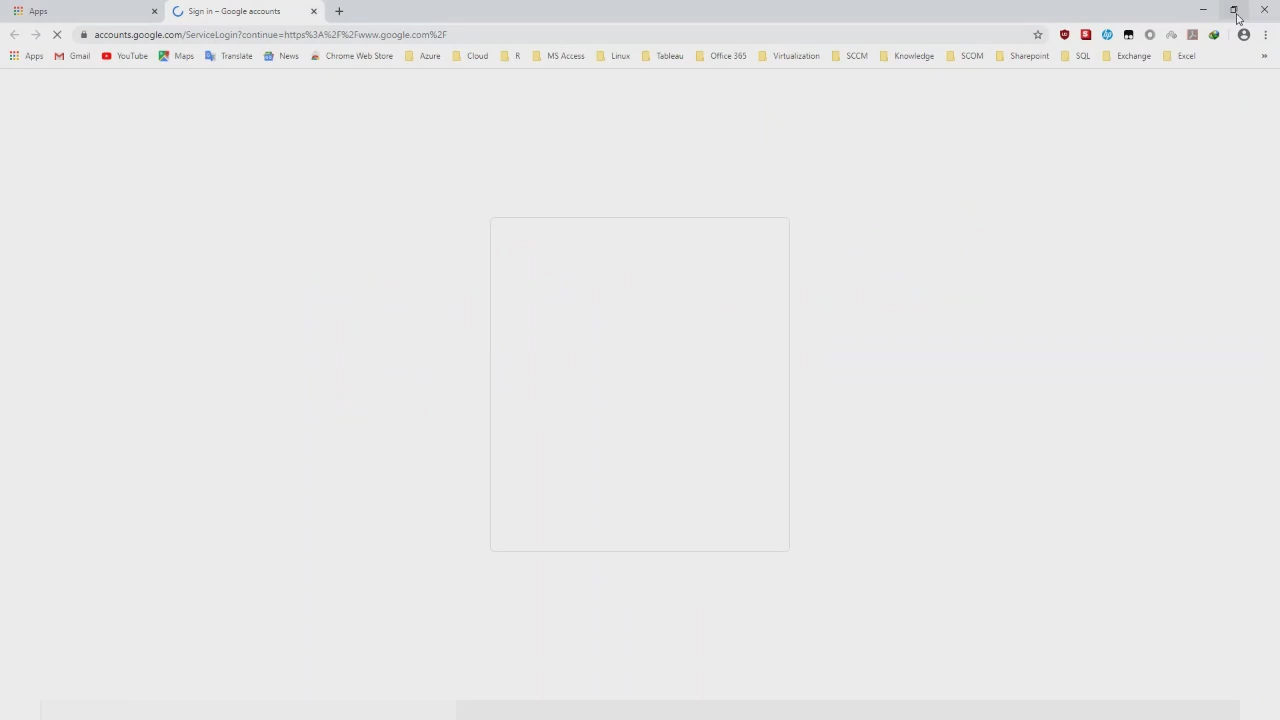 Apps
Sign in – Google accounts
accounts.google.com/ServiceLogin?continue=https%3A%2F%2Fwww.google.com%2F
Apps Gmail YouTube Maps Translate News Chrome Web Store Azure Cloud R MS Access Linux Tableau Office 365 Virtualization SCCM Knowledge SCOM Sharepoint SQL Exchange Excel »